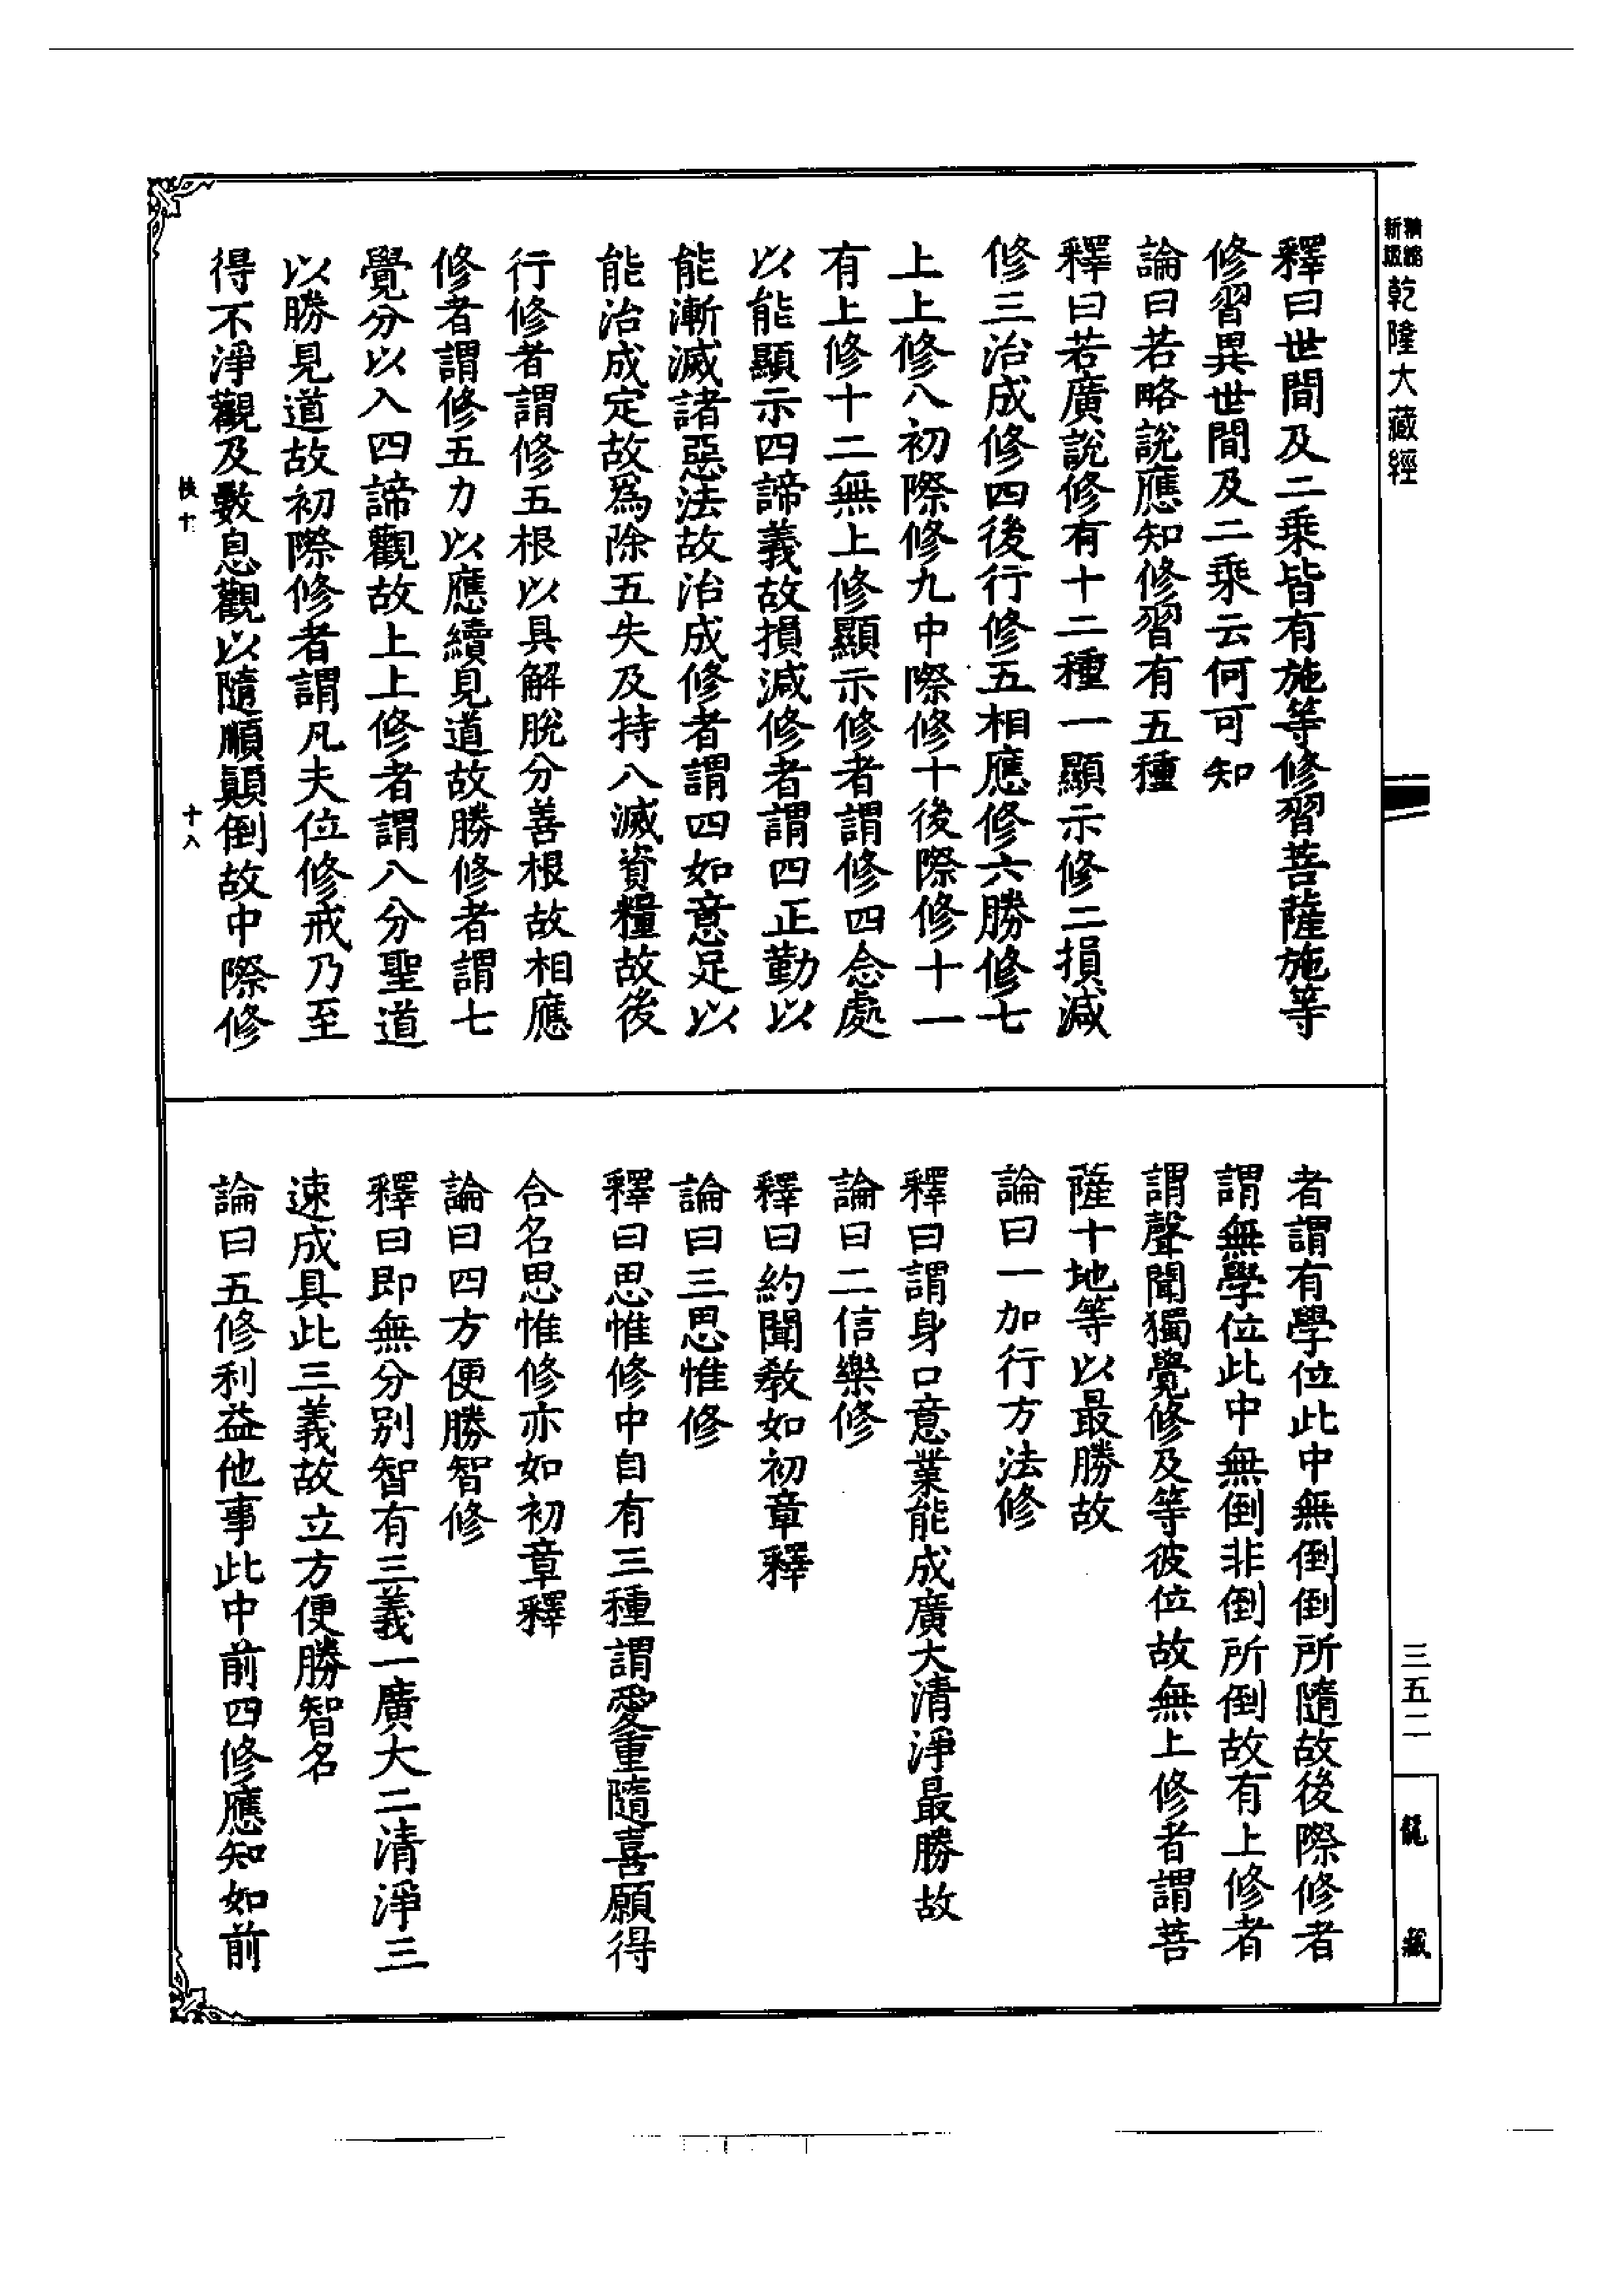 新縮
乾隆大藏經
釋曰世間及二乘皆有施等修習菩薩施等
修習異世間及二乘云何可知
論曰若略說應知修習有五種
釋曰若廣說修有十二種一顯示修二損減
修三治成修四後行修五相應修六勝修七
上上修八初際修九中際修十後際修十一
有上修十二無上修顯示修者謂修四念處
以能顯示四諦義故損減修者謂四正勤以
能漸滅諸惡法故治成修者謂四如意足以
能治成定故為除五失及持八滅資糧故後
行修者謂修五根以具解脫分善根故相應
修者謂修五力以應續見道故勝修者謂七
覺分以入四諦觀故上上修者謂八分聖道
以勝見道故初際修者謂凡夫位修戒乃至
得不淨觀及數息觀以隨順顛倒故中際修
十八
者謂有學位此中無倒倒所隨故後際修者
謂無學位此中無倒非倒所倒故有上修者
謂聲聞獨覺修及等彼位故無上修者謂菩
薩十地等以最勝故
論曰一加行方法修
釋曰謂身口意業能成廣大清淨最勝故
論曰二信樂修
釋曰約聞教如初章釋
論曰三思惟修
釋曰思惟修中自有三種謂愛重隨喜願得
合名思惟修亦如初章釋
論曰四方便勝智修
釋曰即無分別智有三義一廣大二清淨三
速成具此三義故立方便勝智名
論曰五修利益他事此中前四修應知如前
三五二
龍藏